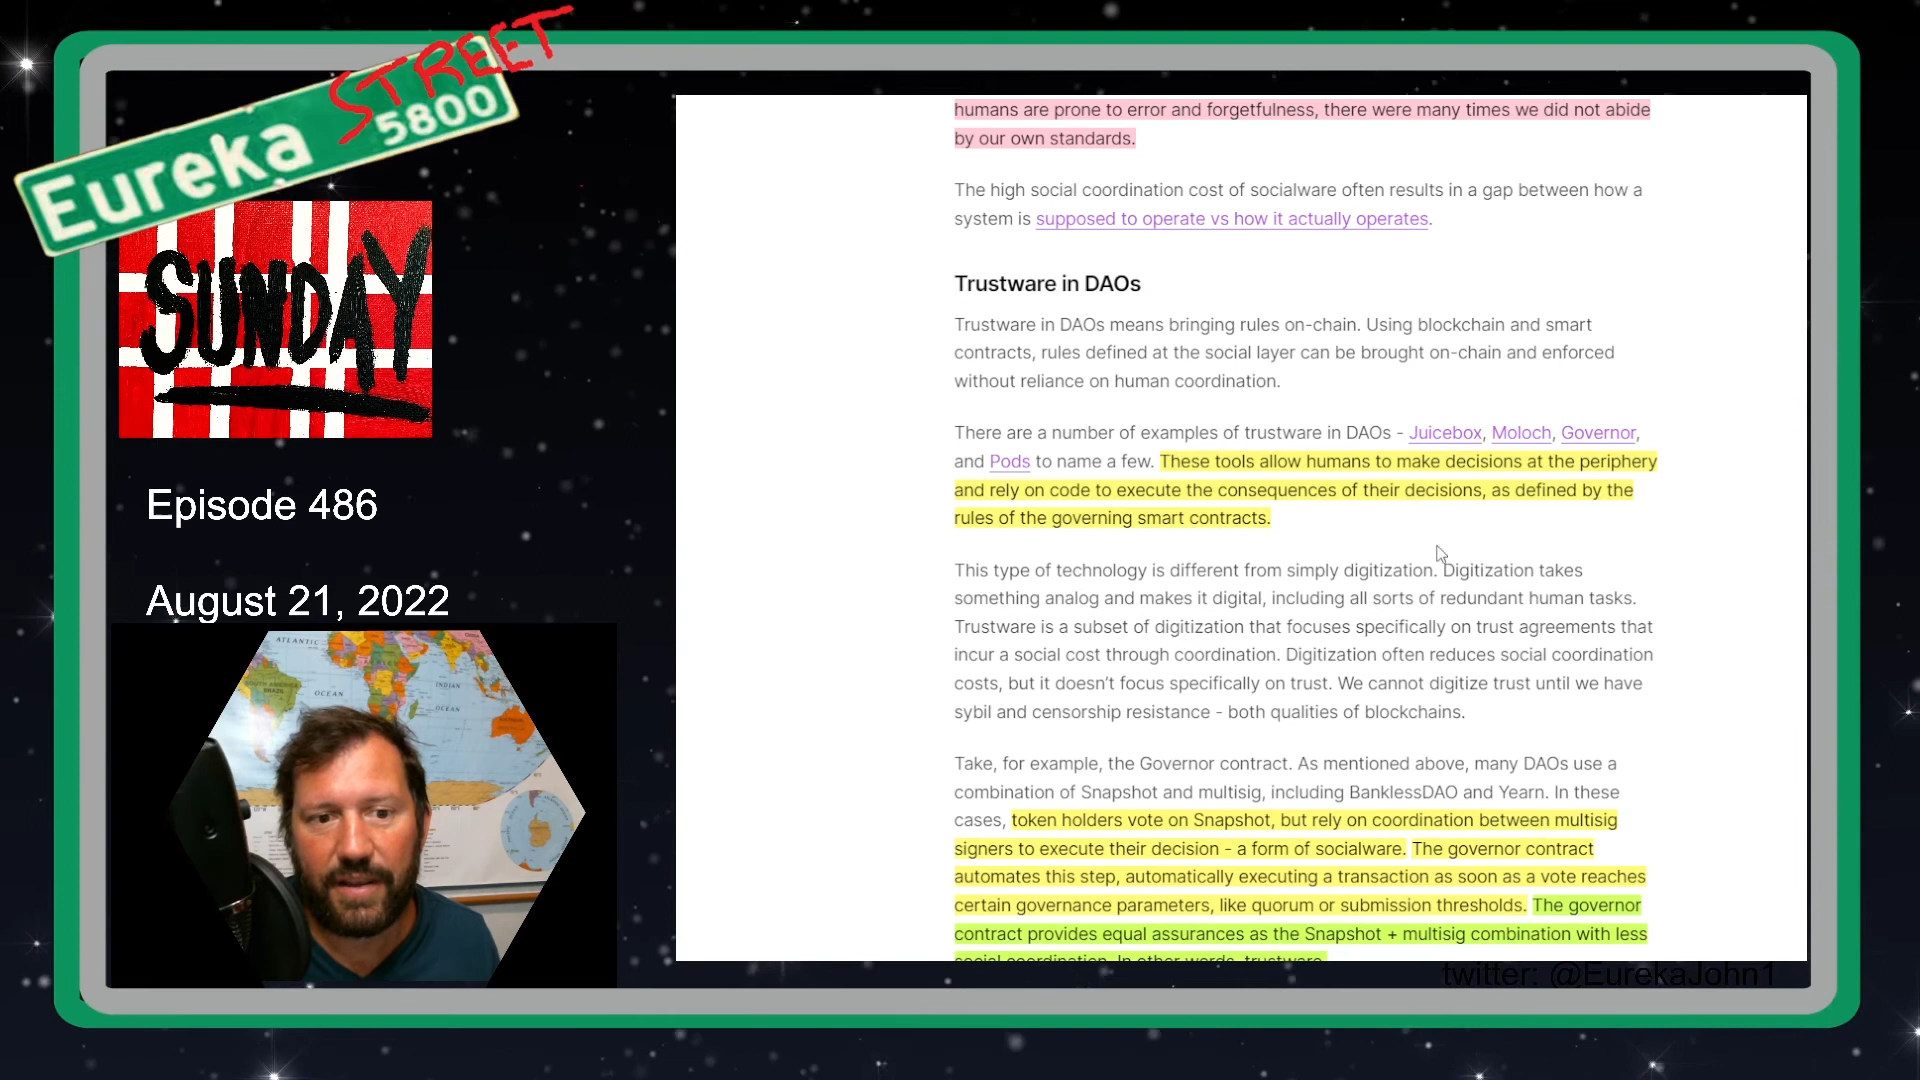 STREET
5800
Eureka
SUNDAY
Episode 486
August 21, 2022
ATLANTIC
SOUTH AMERICA
BRAZIL
OCEAN
INDIAN
OCEAN
humans are prone to error and forgetfulness, there were many times we did not abide
by our own standards.
The high social coordination cost of socialware often results in a gap between how a
system is supposed to operate vs how it actually operates.
Trustware in DAOs
Trustware in DAOs means bringing rules on-chain. Using blockchain and smart
contracts, rules defined at the social layer can be brought on-chain and enforced
without reliance on human coordination.
There are a number of examples of trustware in DAOs - Juicebox, Moloch, Governor,
and Pods to name a few. These tools allow humans to make decisions at the periphery
and rely on code to execute the consequences of their decisions, as defined by the
rules of the governing smart contracts.
This type of technology is different from simply digitization. Digitization takes
something analog and makes it digital, including all sorts of redundant human tasks.
Trustware is a subset of digitization that focuses specifically on trust agreements that
incur a social cost through coordination. Digitization often reduces social coordination
costs, but it doesn't focus specifically on trust. We cannot digitize trust until we have
sybil and censorship resistance - both qualities of blockchains.
Take, for example, the Governor contract. As mentioned above, many DAOs use a
combination of Snapshot and multisig, including BanklessDAO and Yearn. In these
cases, token holders vote on Snapshot, but rely on coordination between multisig
signers to execute their decision - a form of socialware. The governor contract
automates this step, automatically executing a transaction as soon as a vote reaches
certain governance parameters, like quorum or submission thresholds. The governor
contract provides equal assurances as the Snapshot + multisig combination with less
social coordination. In other words, trustware.
twitter: @EurekaJohn1